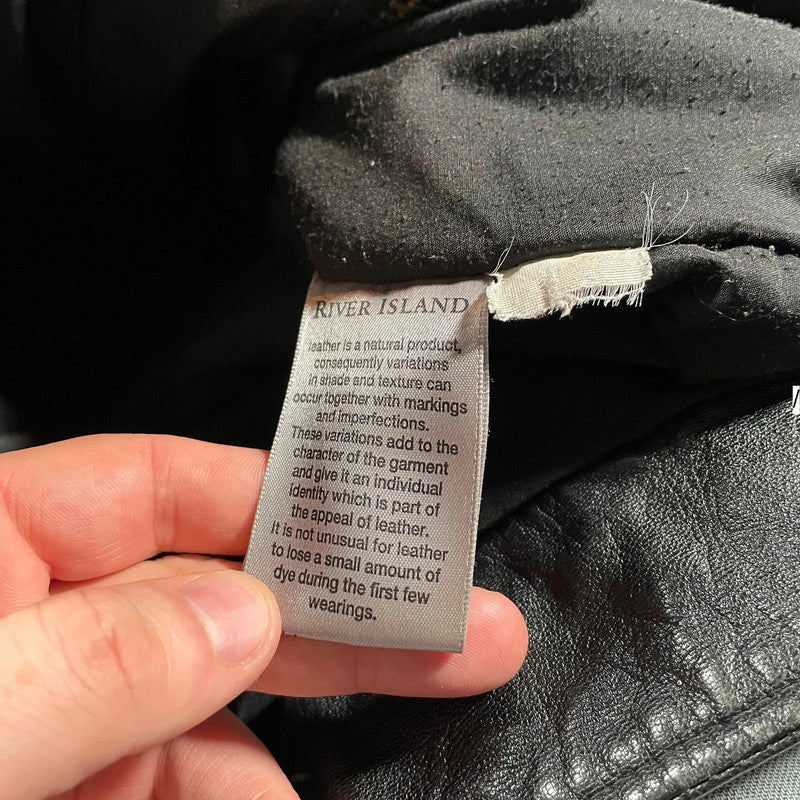 RIVER ISLAND
leather is a natural product,
consequently variations
in shade and texture can
occur together with markings
and imperfections.
These variations add to the
character of the garment
and give it an individual
identity which is part of
the appeal of leather.
It is not unusual for leather
to lose a small amount of
dye during the first few
wearings.